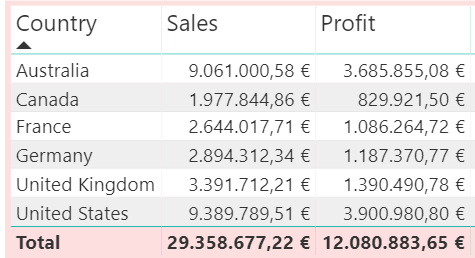 Country Sales Profit
Australia 9.061.000,58 € 3.685.855,08 €
Canada 1.977.844,86 € 829.921,50 €
France 2.644.017,71 € 1.086.264,72 €
Germany 2.894.312,34 € 1.187.370,77 €
United Kingdom 3.391.712,21 € 1.390.490,78 €
United States 9.389.789,51 € 3.900.980,80 €
Total 29.358.677,22 € 12.080.883,65 €